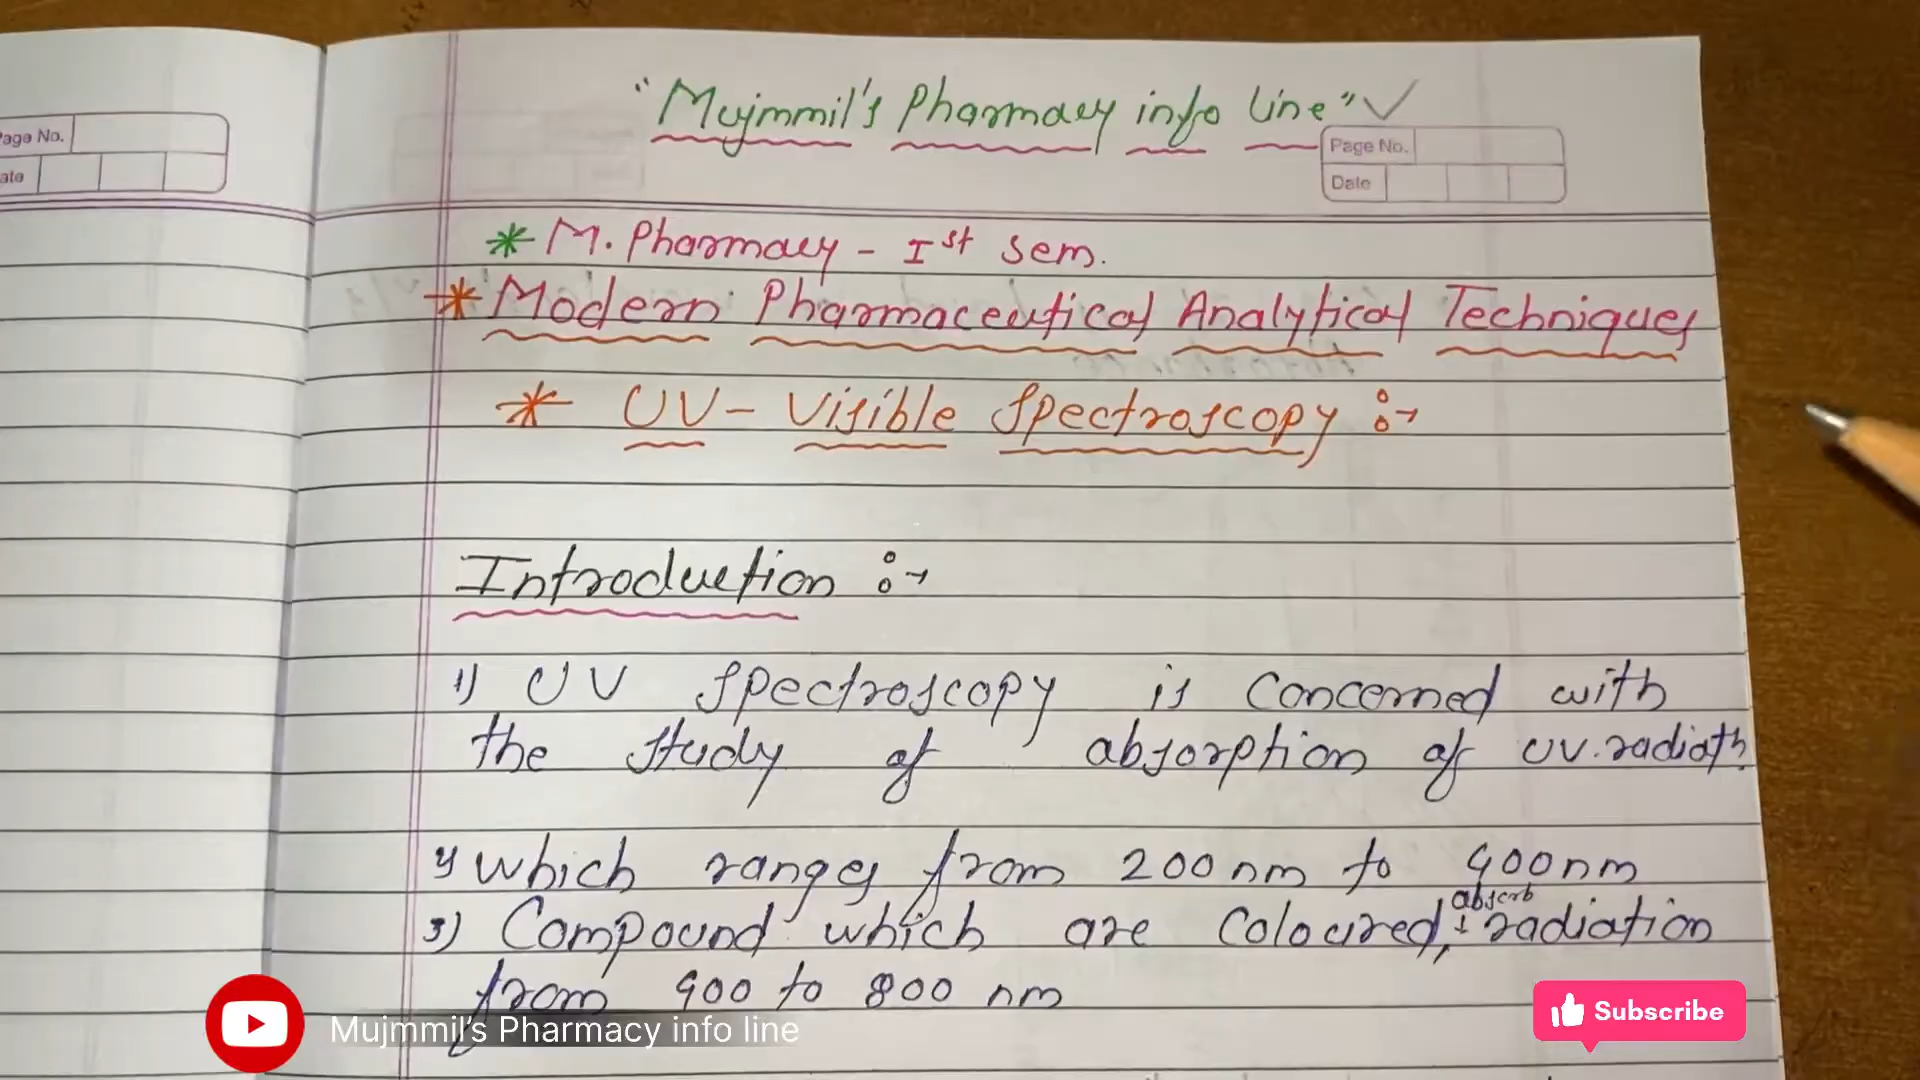 "Mujmmil's Pharmacy info line" ✓
Page No.
Date
Page No.
Date
* M. Pharmacy - Ist Sem.
* Modern Pharmaceutical Analytical Techniques
* UV - Visible Spectroscopy :-
Introduction :-
1) UV Spectroscopy is Concerned with
the study of absorption of UV. radiatn.
2) which ranges from 200 nm to 400 nm
absorb
3) Compound which are Coloured, + radiation
from 400 to 800 nm
Mujmmil's Pharmacy info line
Subscribe